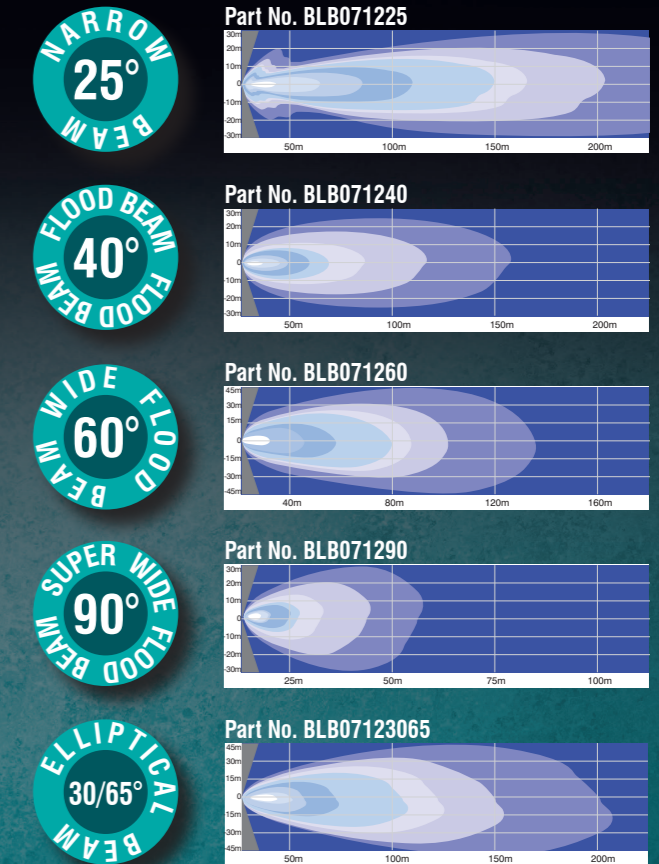 NARROW
25°
BEAM
Part No. BLB071225
30m
20m
10m
0
-10m
-20m
-30m
50m 100m 150m 200m
FLOOD BEAM
40°
FLOOD BEAM FLOOD BEAM
Part No. BLB071240
30m
20m
10m
0
-10m
-20m
-30m
50m 100m 150m 200m
WIDE FLOOD
60°
BEAM
Part No. BLB071260
45m
30m
15m
0
-15m
-30m
-45m
40m 80m 120m 160m
SUPER WIDE
90°
FLOOD BEAM
Part No. BLB071290
30m
20m
10m
0
-10m
-20m
-30m
25m 50m 75m 100m
ELLIPTICAL
30/65°
BEAM
Part No. BLB07123065
45m
30m
15m
0
-15m
-30m
-45m
50m 100m 150m 200m